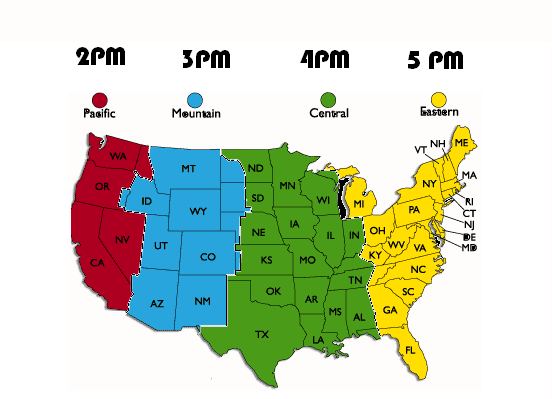 2PM 3PM 4PM 5 PM
Pacific Mountain Central Eastern
WA MT ND MN ME
VT NH
OR ID WY SD WI MI NY MA
RI
CT
NJ
DE
MD
NV UT CO NE IA IL IN OH PA
CA KS MO KY WV VA
AZ NM OK AR TN NC
SC
TX LA MS AL GA
FL